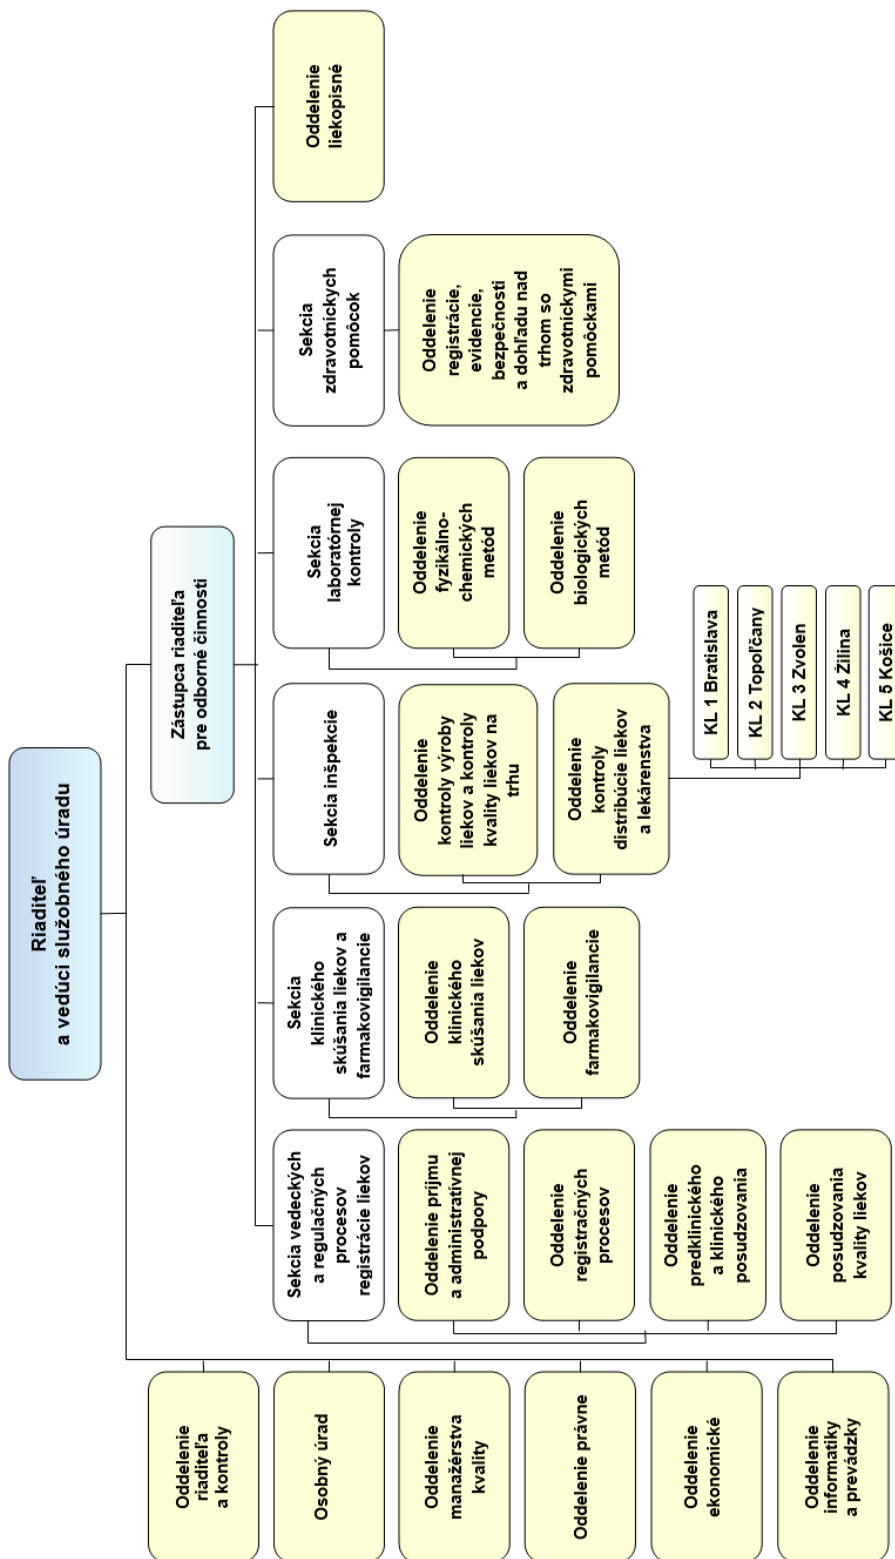 Riaditeľ
a vedúci služobného úradu
Zástupca riaditeľa
pre odborné činnosti
Oddelenie
riaditeľa
a kontroly
Osobný úrad
Oddelenie
manažérstva
kvality
Oddelenie právne
Oddelenie
ekonomické
Oddelenie
informatiky
a prevádzky
Sekcia vedeckých
a regulačných
procesov
registrácie liekov
Oddelenie príjmu
a administratívnej
podpory
Oddelenie
registračných
procesov
Oddelenie
predklinického
a klinického
posudzovania
Oddelenie
posudzovania
kvality liekov
Sekcia
klinického
skúšania liekov a
farmakovigilancie
Oddelenie
klinického
skúšania liekov
Oddelenie
farmakovigilancie
Sekcia inšpekcie
Oddelenie
kontroly výroby
liekov a kontroly
kvality liekov na
trhu
Oddelenie
kontroly
distribúcie liekov
a lekárenstva
KL 1 Bratislava
KL 2 Topoľčany
KL 3 Zvolen
KL 4 Žilina
KL 5 Košice
Sekcia
laboratórnej
kontroly
Oddelenie
fyzikálno-
chemických
metód
Oddelenie
biologických
metód
Sekcia
zdravotníckych
pomôcok
Oddelenie
registrácie,
evidencie,
bezpečnosti
a dohľadu nad
trhom so
zdravotníckymi
pomôckami
Oddelenie
liekopisné